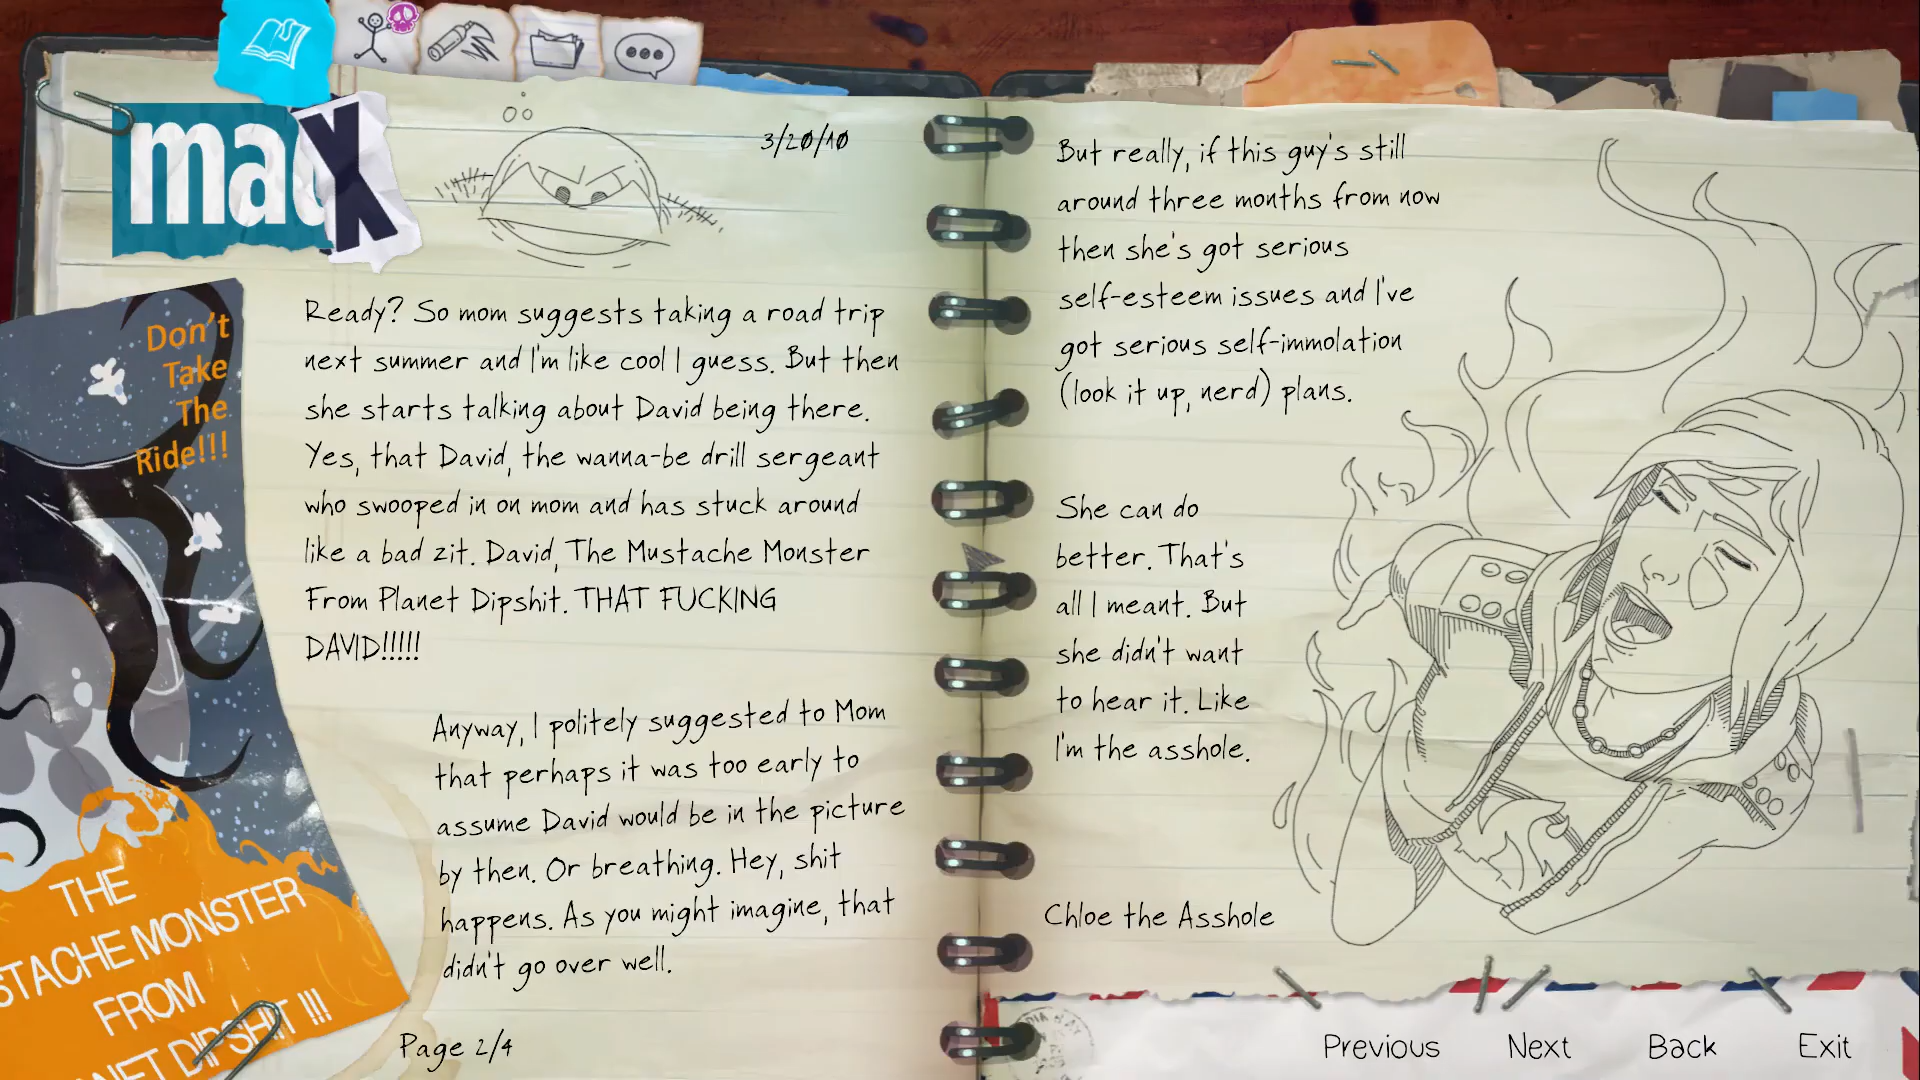 maX
3/20/10
Don't
Take
The
Ride!!!
Ready? So mom suggests taking a road trip
next summer and I'm like cool I guess. But then
she starts talking about David being there.
Yes, that David, the wanna-be drill sergeant
who swooped in on mom and has stuck around
like a bad zit. David, The Mustache Monster
From Planet Dipshit. THAT FUCKING
DAVID!!!!!
Anyway, I politely suggested to Mom
that perhaps it was too early to
assume David would be in the picture
by then. Or breathing. Hey, shit
happens. As you might imagine, that
didn't go over well.
THE
STACHE MONSTER
FROM
NET DIPSHIT !!!
Page 2/4
But really, if this guy's still
around three months from now
then she's got serious
self-esteem issues and I've
got serious self-immolation
(look it up, nerd) plans.
She can do
better. That's
all I meant. But
she didn't want
to hear it. Like
I'm the asshole.
Chloe the Asshole
Previous
Next
Back
Exit